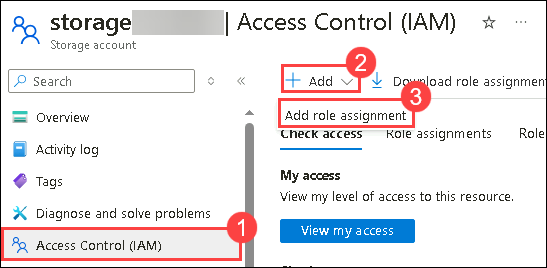 storage | Access Control (IAM)
Storage account
Search
2
Add
Download role assignment
3
Add role assignment
Overview
Check access
Role assignments
Activity log
My access
Tags
View my level of access to this resource.
Diagnose and solve problems
1
View my access
Access Control (IAM)